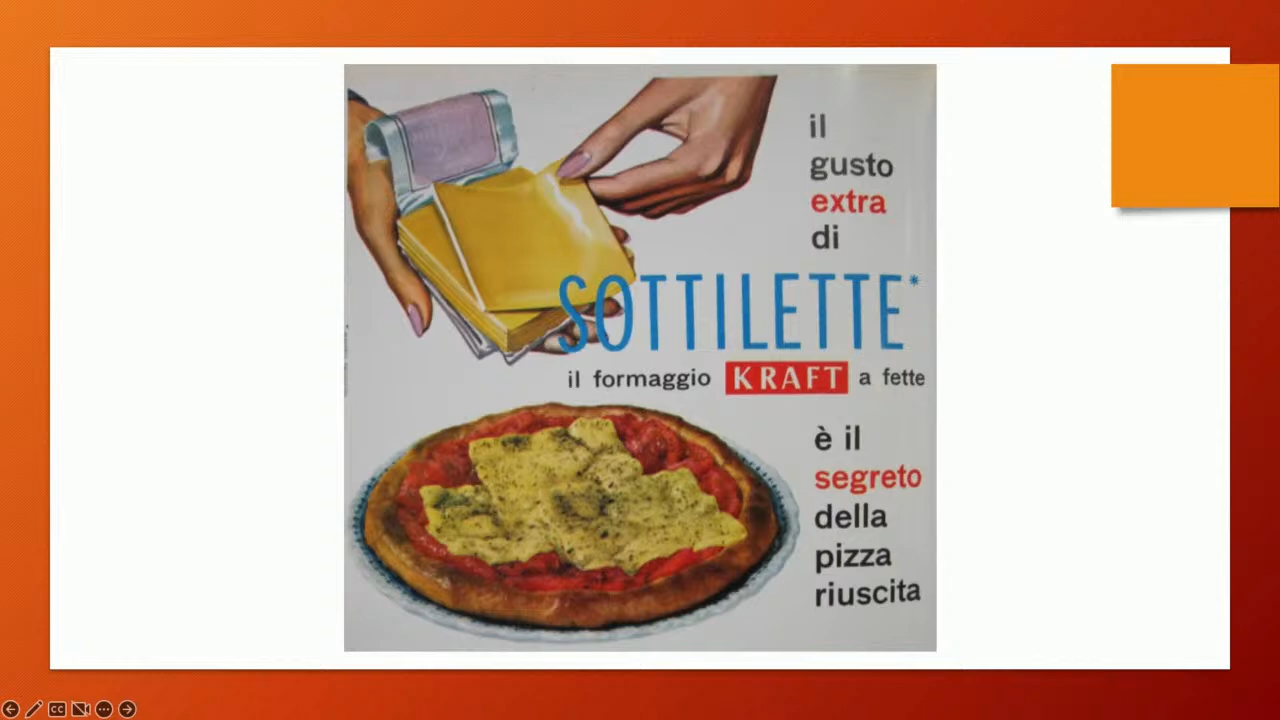 il
gusto
extra
di
SOTTILETTE*
il formaggio KRAFT a fette
è il
segreto
della
pizza
riuscita